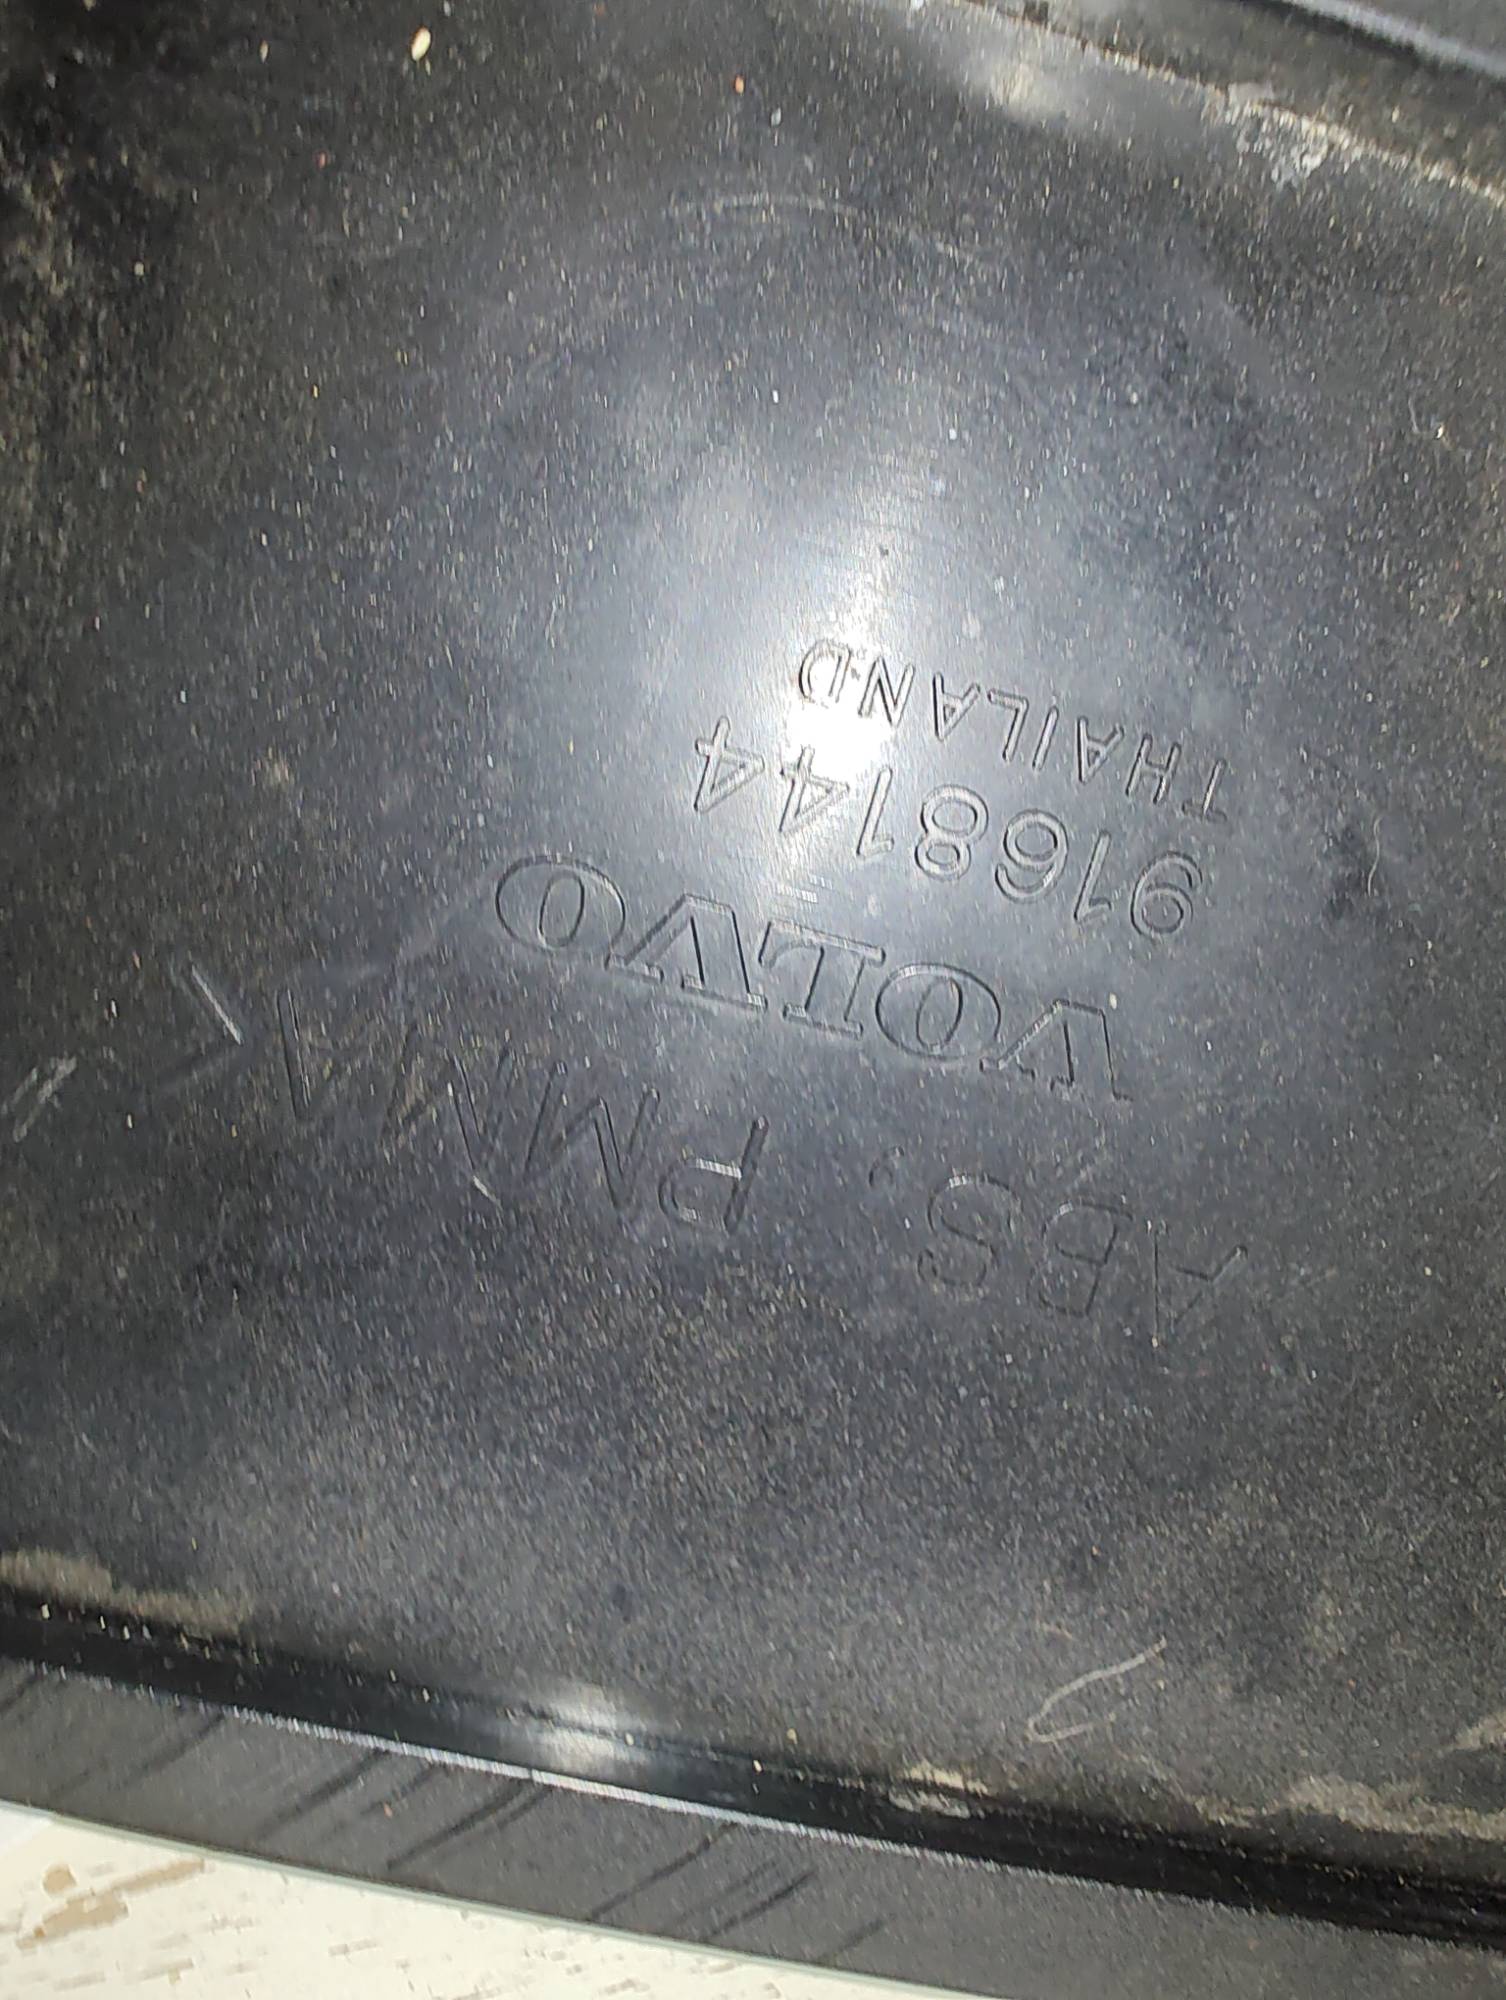 ABS, PMMA<
VOLVO
9168144
THAILAND